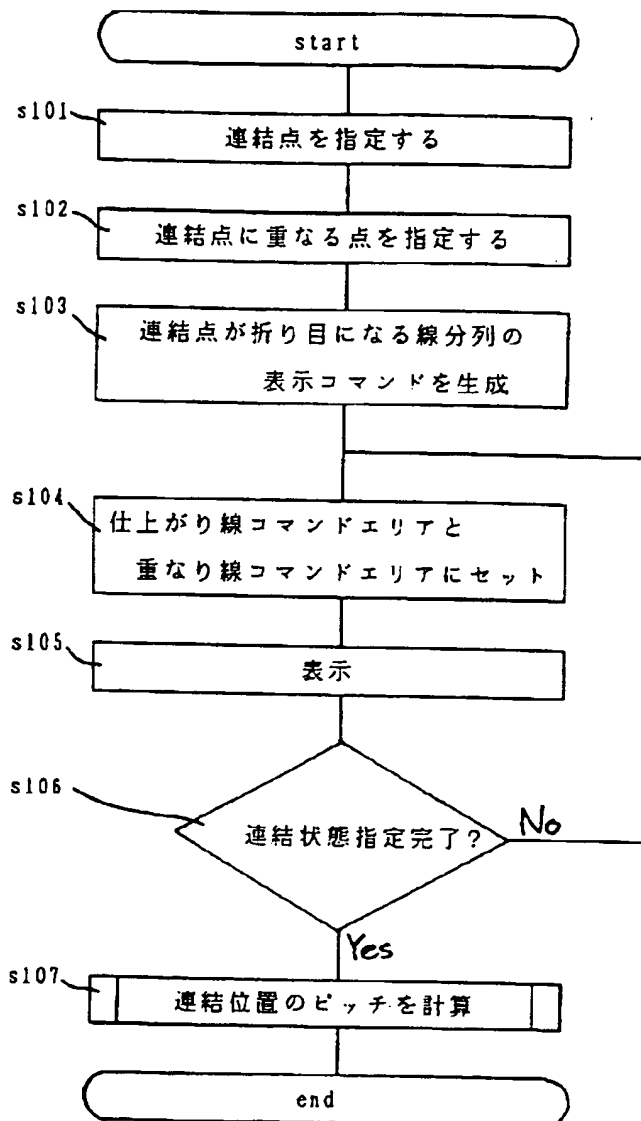 start
s101
連結点を指定する
s102
連結点に重なる点を指定する
s103
連結点が折り目になる線分列の
表示コマンドを生成
s104
仕上がり線コマンドエリアと
重なり線コマンドエリアにセット
s105
表示
s106
連結状態指定完了?
No
Yes
s107
連結位置のピッチを計算
end